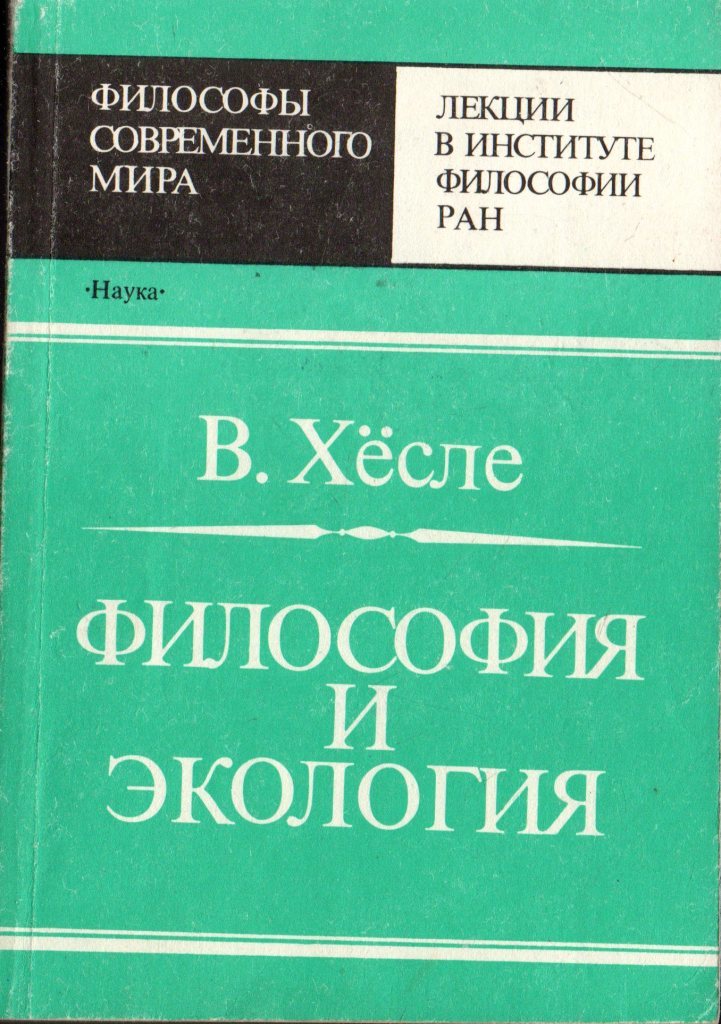 ФИЛОСОФЫ
СОВРЕМЕННОГО
МИРА
ЛЕКЦИИ
В ИНСТИТУТЕ
ФИЛОСОФИИ
РАН
·Наука·
В. Хёсле
ФИЛОСОФИЯ
И
ЭКОЛОГИЯ